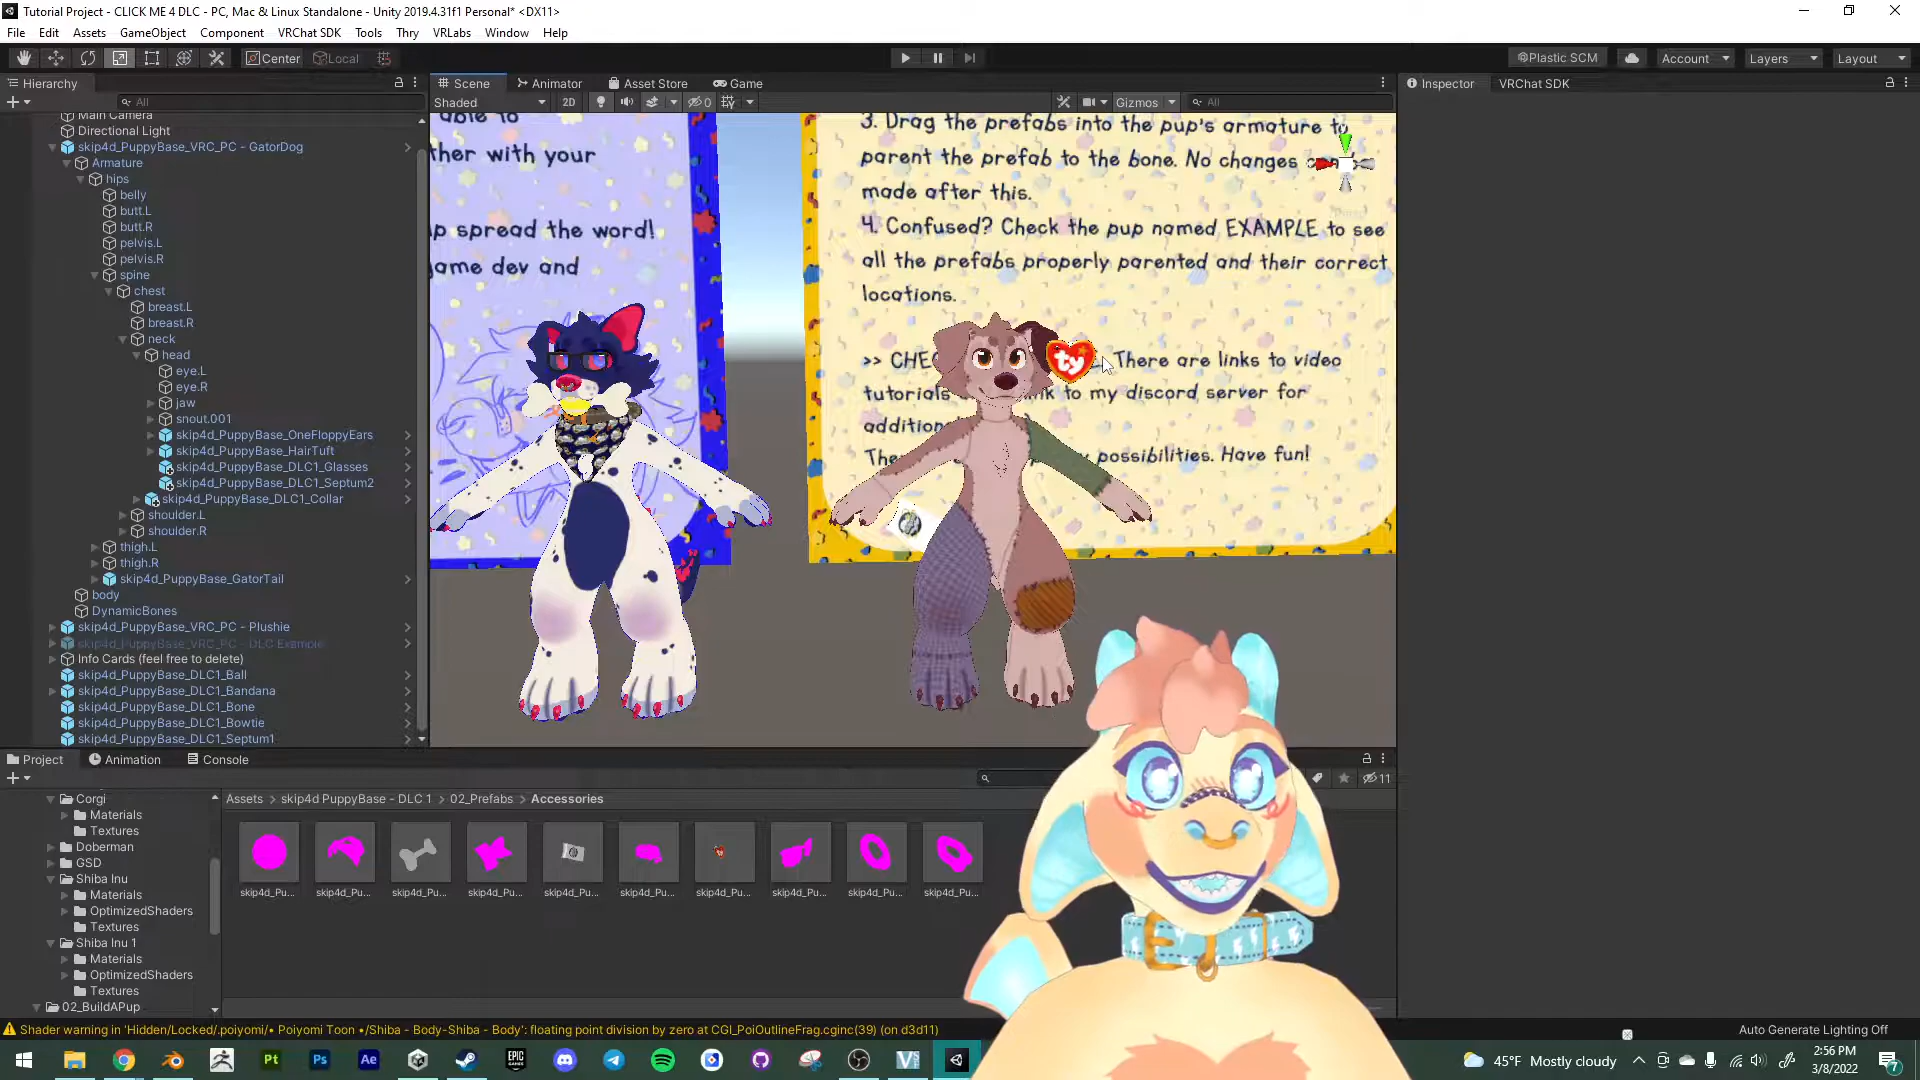 Tutorial Project - CLICK ME 4 DLC - PC, Mac & Linux Standalone - Unity 2019.4.31f1 Personal* <DX11>
File Edit Assets GameObject Component VRChat SDK Tools Thry VRLabs Window Help
Center Local Plastic SCM Account Layers Layout
Hierarchy Scene Animator Asset Store Game Inspector VRChat SDK
All Shaded 2D 0 Gizmos All
Main Camera
Directional Light
skip4d_PuppyBase_VRC_PC - GatorDog
Armature
hips
belly
butt.L
butt.R
pelvis.L
pelvis.R
spine
chest
breast.L
breast.R
neck
head
eye.L
eye.R
jaw
snout.001
skip4d_PuppyBase_OneFloppyEars
skip4d_PuppyBase_HairTuft
skip4d_PuppyBase_DLC1_Glasses
skip4d_PuppyBase_DLC1_Septum2
skip4d_PuppyBase_DLC1_Collar
shoulder.L
shoulder.R
thigh.L
thigh.R
skip4d_PuppyBase_GatorTail
body
DynamicBones
skip4d_PuppyBase_VRC_PC - Plushie
skip4d_PuppyBase_VRC_PC - DLC Example
Info Cards (feel free to delete)
skip4d_PuppyBase_DLC1_Ball
skip4d_PuppyBase_DLC1_Bandana
skip4d_PuppyBase_DLC1_Bone
skip4d_PuppyBase_DLC1_Bowtie
skip4d_PuppyBase_DLC1_Septum1
able to
ther with your
p spread the word!
game dev and
3. Drag the prefabs into the pup's armature to
parent the prefab to the bone. No changes
made after this.
4. Confused? Check the pup named EXAMPLE to see
all the prefabs properly parented and their correct
locations.
>> CHE There are links to video
tutorials to my discord server for
addition
The possibilities. Have fun!
ty
Project Animation Console
11
Corgi
Materials
Textures
Doberman
GSD
Shiba Inu
Materials
OptimizedShaders
Textures
Shiba Inu 1
Materials
OptimizedShaders
Textures
02_BuildAPup
Assets > skip4d PuppyBase - DLC 1 > 02_Prefabs > Accessories
skip4d_Pu... skip4d_Pu... skip4d_Pu... skip4d_Pu... skip4d_Pu... skip4d_Pu... skip4d_Pu... skip4d_Pu... skip4d_Pu... skip4d_Pu...
Shader warning in 'Hidden/Locked/.poiyomi/• Poiyomi Toon •/Shiba - Body-Shiba - Body': floating point division by zero at CGI_PoiOutlineFrag.cginc(39) (on d3d11)
Auto Generate Lighting Off
Pt Ps Ae EPIC GAMES
45°F Mostly cloudy
2:56 PM
3/8/2022
7